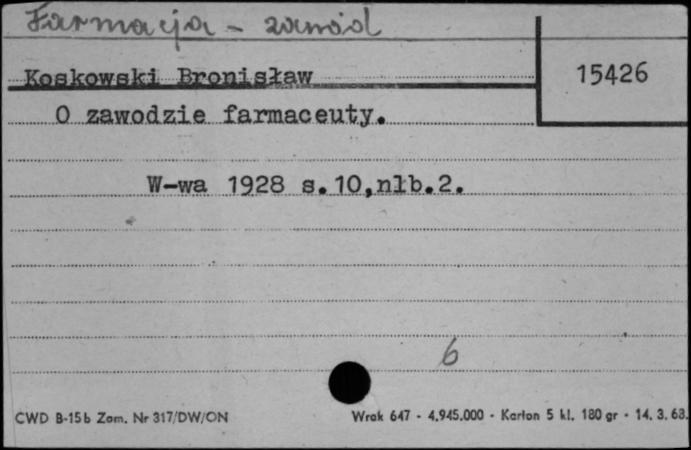 Farmacja - zawód
Koskowski Bronisław
15426
O zawodzie farmaceuty.
W-wa 1928 s.10,nlb.2.
6
CWD B-15b Zam. Nr 317/DW/ON
Wrak 647 - 4.945.000 - Karton 5 kl. 180 gr - 14. 3. 63.